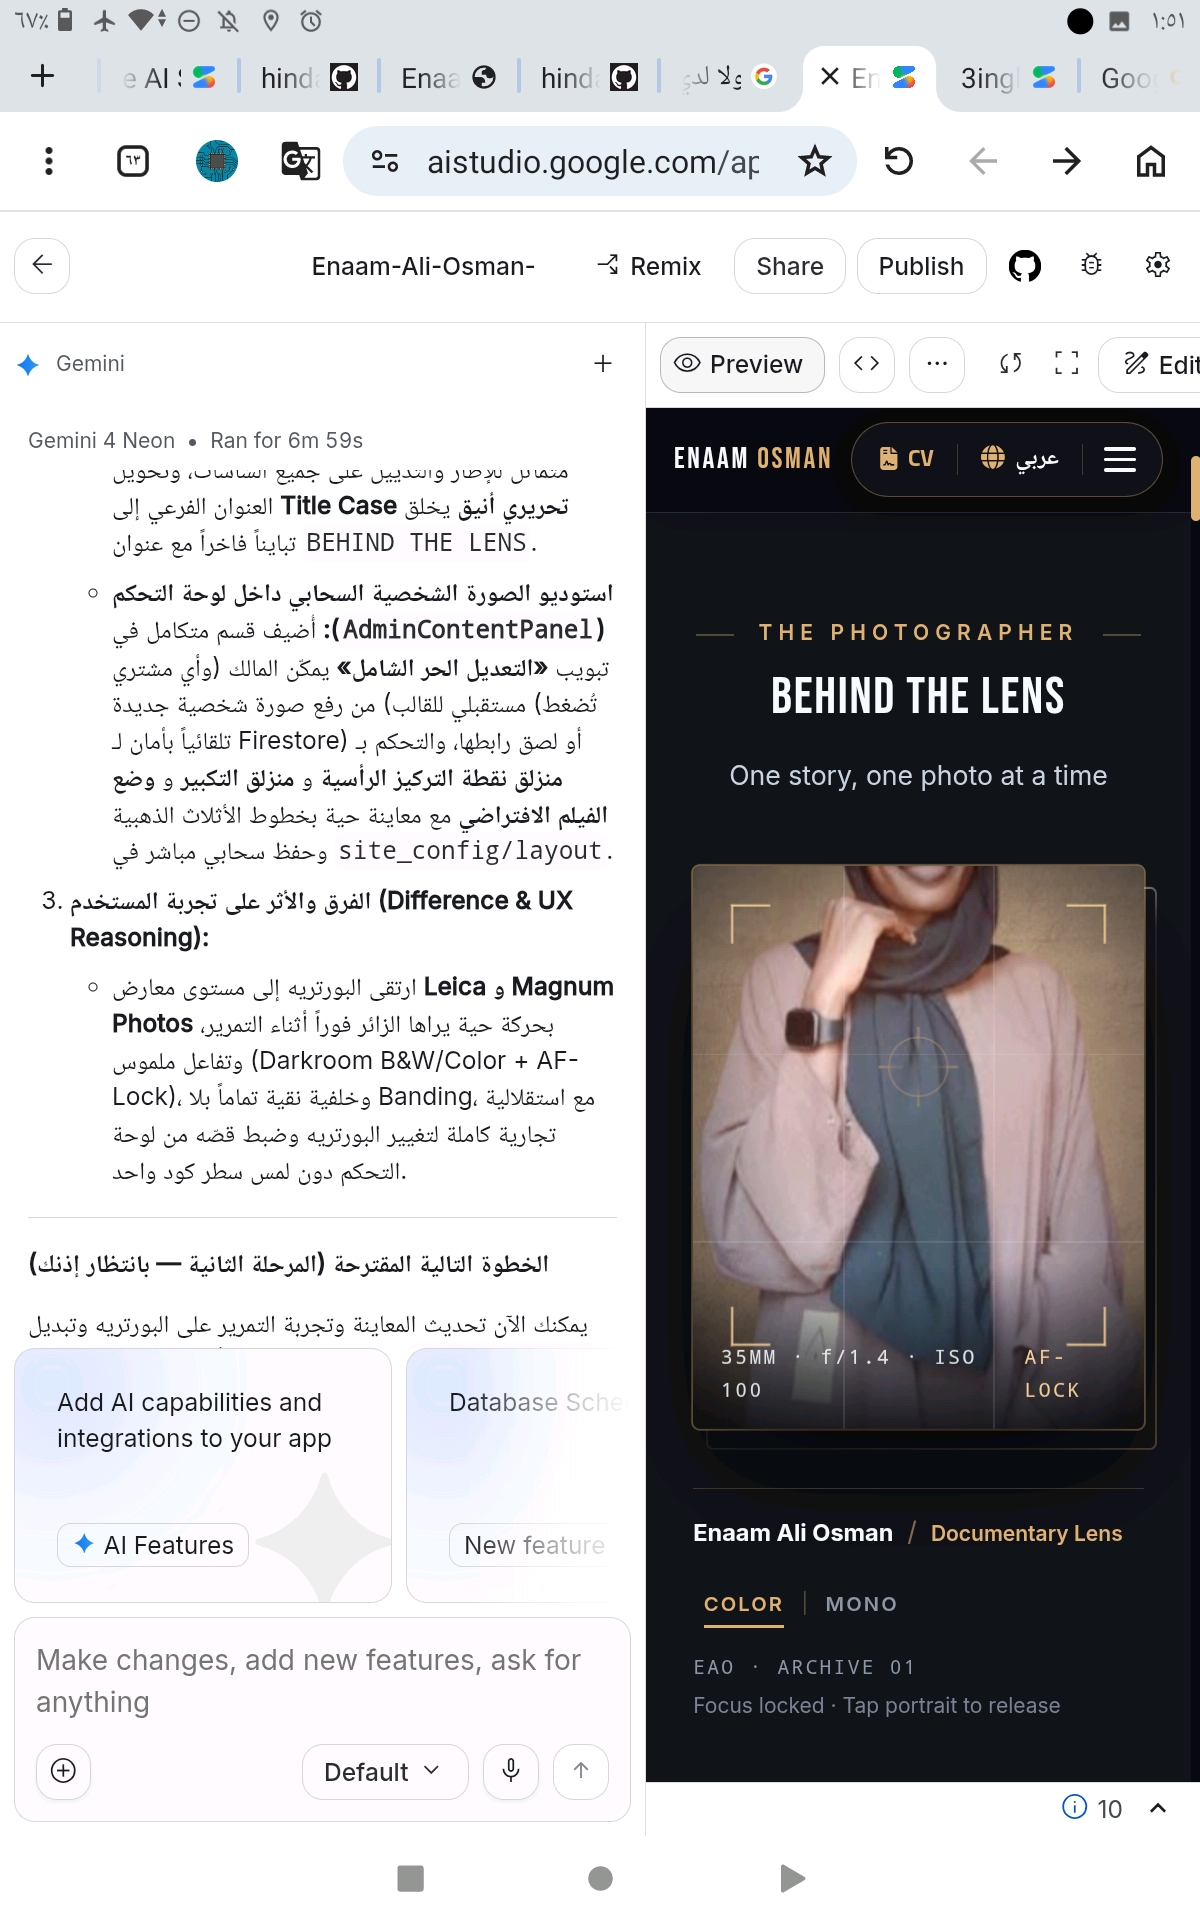 ٦٧٪
١:٥١
e AI
hind
Enaa
hind
ولا لدي
En
3ing
Goo
٦٣
aistudio.google.com/ap
Enaam-Ali-Osman-
Remix
Share
Publish
Gemini
Preview
Edit
Gemini 4 Neon • Ran for 6m 59s
متماثل للإطار والتذييل على جميع الشاشات، وتحويل
العنوان الفرعي إلى Title Case يخلق تحريري أنيق
تبايناً فاخراً مع عنوان BEHIND THE LENS.
استوديو الصورة الشخصية السحابي داخل لوحة التحكم
(AdminContentPanel): أضيف قسم متكامل في
تبويب «التعديل الحر الشامل» يمكّن المالك (وأي مشتري
مستقبلي للقالب) من رفع صورة شخصية جديدة (تُضغط
تلقائياً بأمان لـ Firestore) أو لصق رابطها، والتحكم بـ
منزلق نقطة التركيز الرأسية و منزلق التكبير و وضع
الفيلم الافتراضي مع معاينة حية بخطوط الأثلاث الذهبية
وحفظ سحابي مباشر في site_config/layout.
3. الفرق والأثر على تجربة المستخدم (Difference & UX
Reasoning):
ارتقى البورتريه إلى مستوى معارض Leica و Magnum
Photos، بحركة حية يراها الزائر فوراً أثناء التمرير
وتفاعل ملموس (Darkroom B&W/Color + AF-
Lock)، وخلفية نقية تماماً بلا Banding، مع استقلالية
تجارية كاملة لتغيير البورتريه وضبط قصّه من لوحة
التحكم دون لمس سطر كود واحد.
الخطوة التالية المقترحة (المرحلة الثانية — بانتظار إذنك)
يمكنك الآن تحديث المعاينة وتجربة التمرير على البورتريه وتبديل
Add AI capabilities and
integrations to your app
AI Features
Database Sche
New feature
Make changes, add new features, ask for
anything
Default
ENAAM OSMAN
CV
عربي
THE PHOTOGRAPHER
BEHIND THE LENS
One story, one photo at a time
35MM · f/1.4 · ISO
100
AF-
LOCK
Enaam Ali Osman / Documentary Lens
COLOR
MONO
EAO · ARCHIVE 01
Focus locked · Tap portrait to release
10